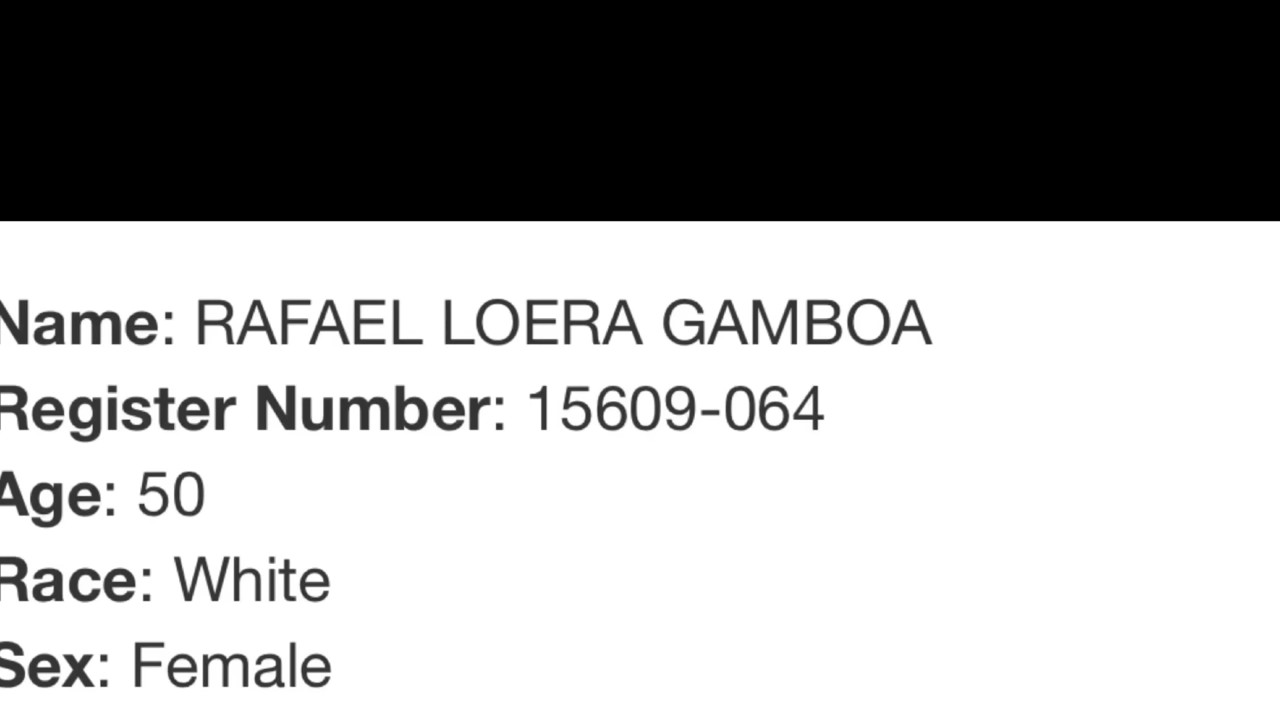 Name: RAFAEL LOERA GAMBOA
Register Number: 15609-064
Age: 50
Race: White
Sex: Female